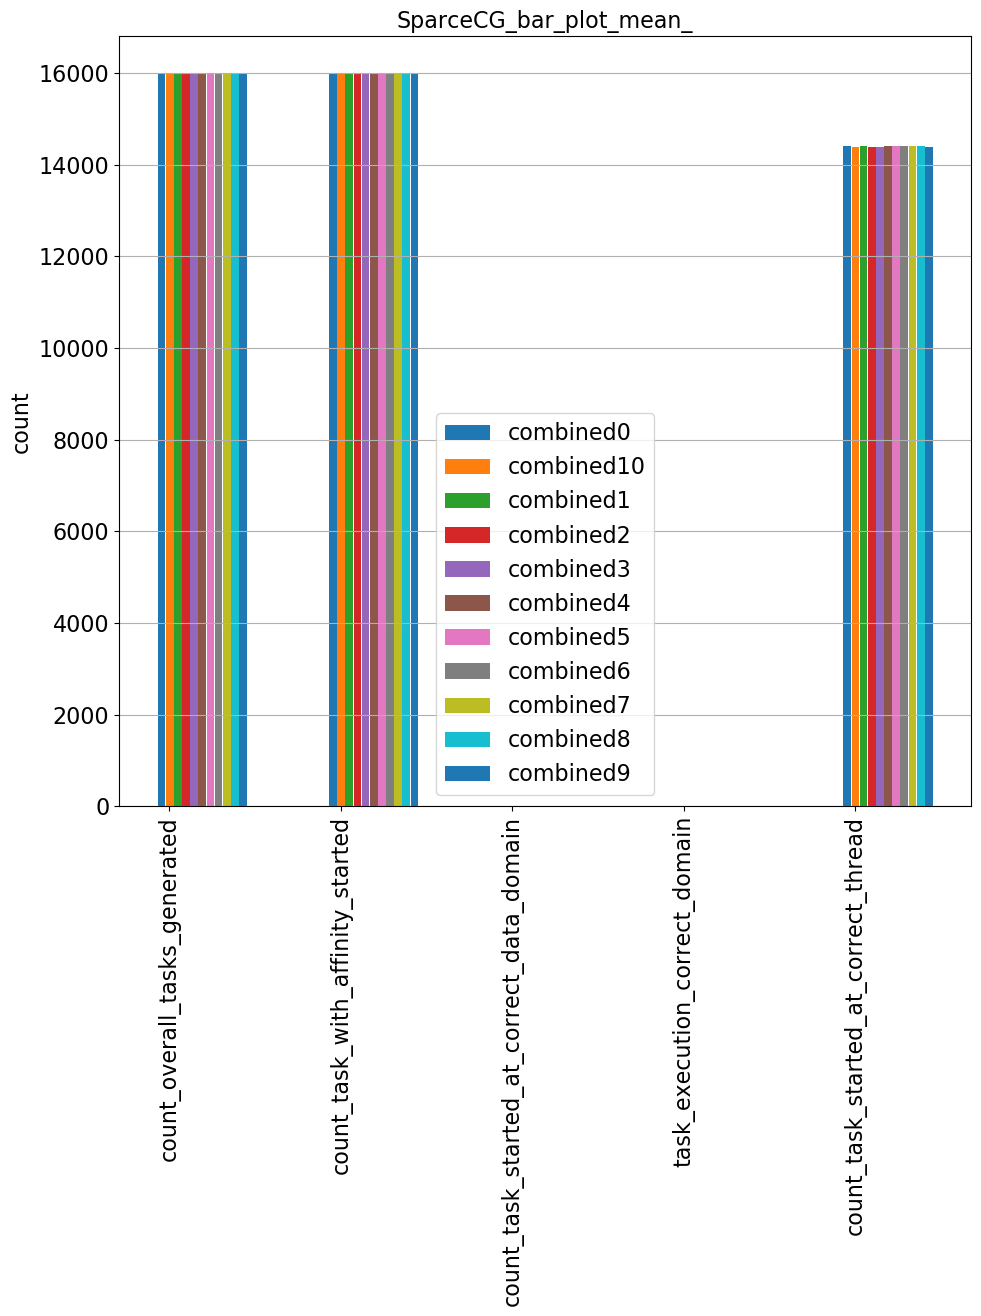 SparceCG_bar_plot_mean_
count
16000
14000
12000
10000
8000
6000
4000
2000
0
combined0
combined10
combined1
combined2
combined3
combined4
combined5
combined6
combined7
combined8
combined9
count_overall_tasks_generated
count_task_with_affinity_started
count_task_started_at_correct_data_domain
task_execution_correct_domain
count_task_started_at_correct_thread